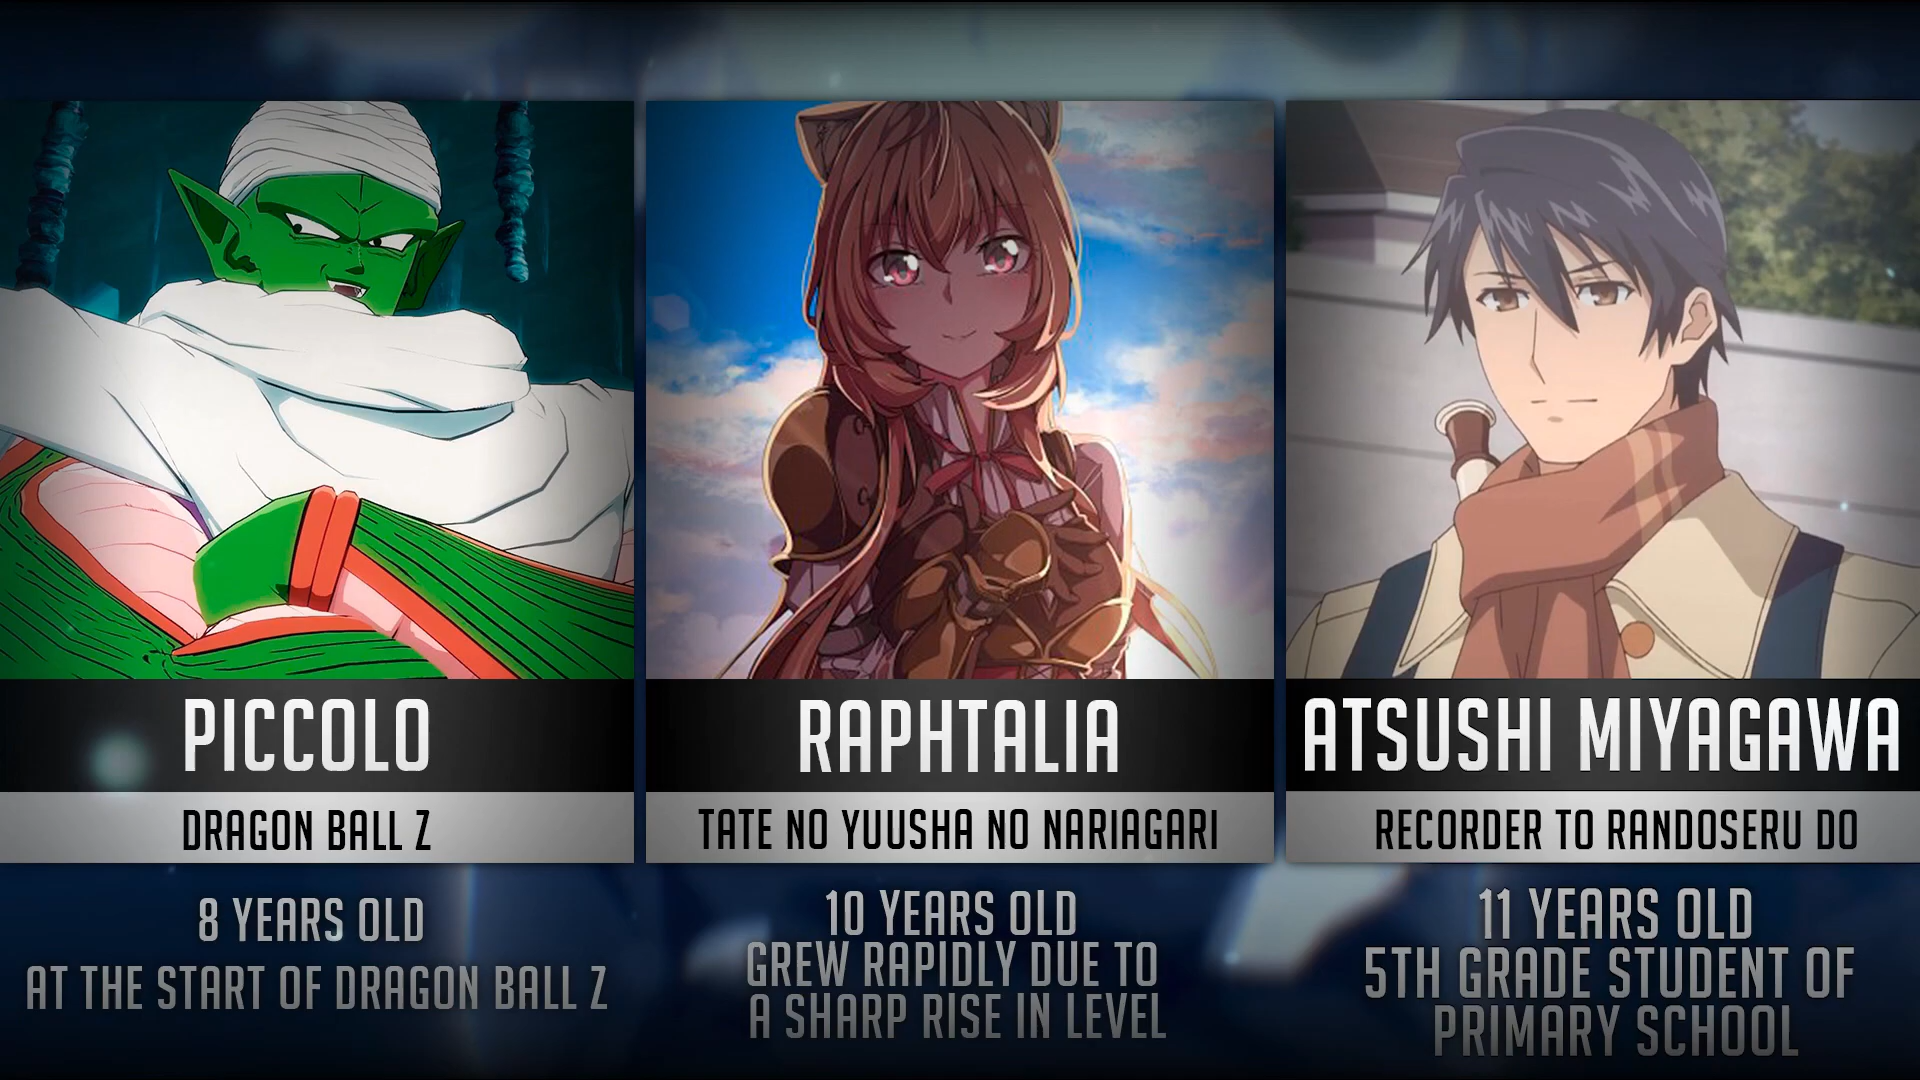 PICCOLO
DRAGON BALL Z
8 YEARS OLD
AT THE START OF DRAGON BALL Z
RAPHTALIA
TATE NO YUUSHA NO NARIAGARI
10 YEARS OLD
GREW RAPIDLY DUE TO
A SHARP RISE IN LEVEL
ATSUSHI MIYAGAWA
RECORDER TO RANDOSERU DO
11 YEARS OLD
5TH GRADE STUDENT OF
PRIMARY SCHOOL